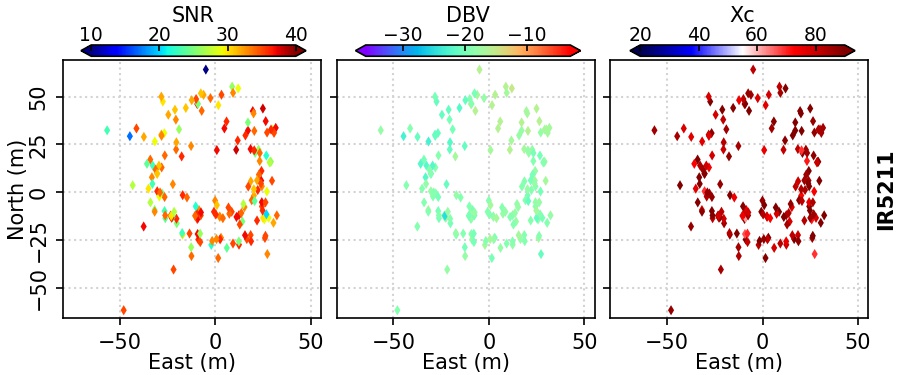 SNR
DBV
Xc
10 20 30 40
−30 −20 −10
20 40 60 80
North (m)
50
25
0
−25
−50
−50 0 50
−50 0 50
−50 0 50
East (m)
East (m)
East (m)
IR5211